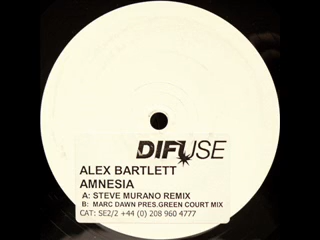 DIFUSE
ALEX BARTLETT
AMNESIA
A: STEVE MURANO REMIX
B: MARC DAWN PRES.GREEN COURT MIX
CAT: SE2/2 +44 (0) 208 960 4777